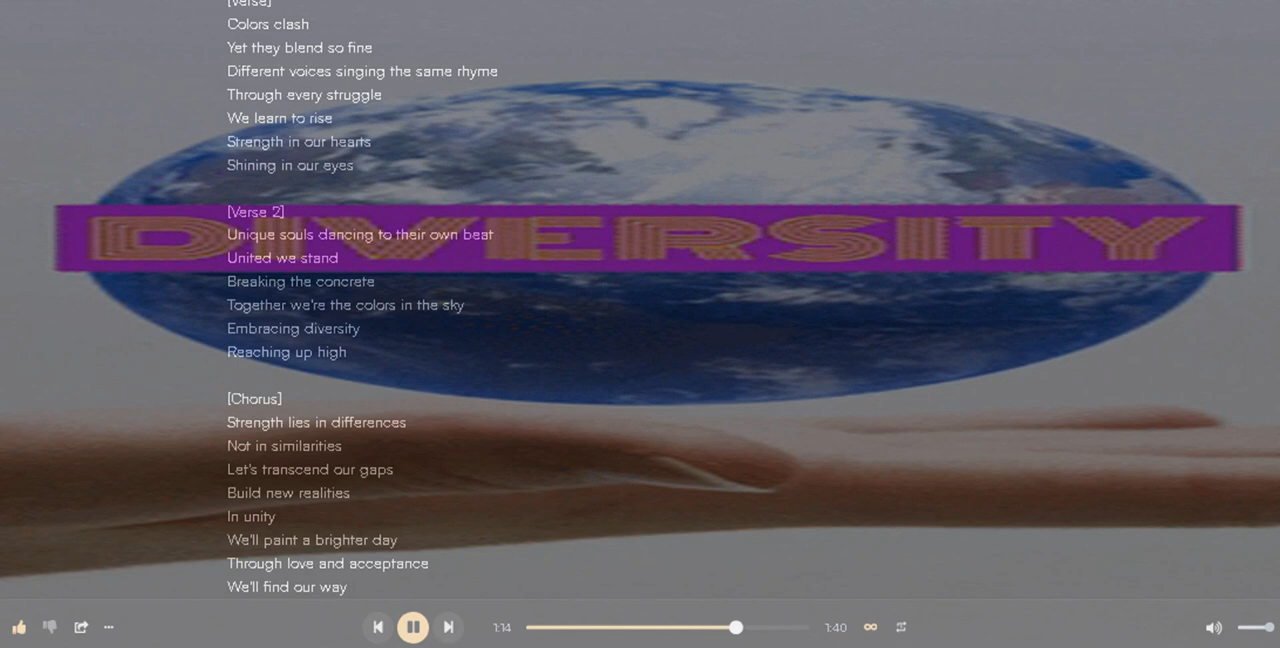 [Verse]
Colors clash
Yet they blend so fine
Different voices singing the same rhyme
Through every struggle
We learn to rise
Strength in our hearts
Shining in our eyes
[Verse 2]
Unique souls dancing to their own beat
DIVERSITY
United we stand
Breaking the concrete
Together we're the colors in the sky
Embracing diversity
Reaching up high
[Chorus]
Strength lies in differences
Not in similarities
Let's transcend our gaps
Build new realities
In unity
We'll paint a brighter day
Through love and acceptance
We'll find our way
1:14
1:40